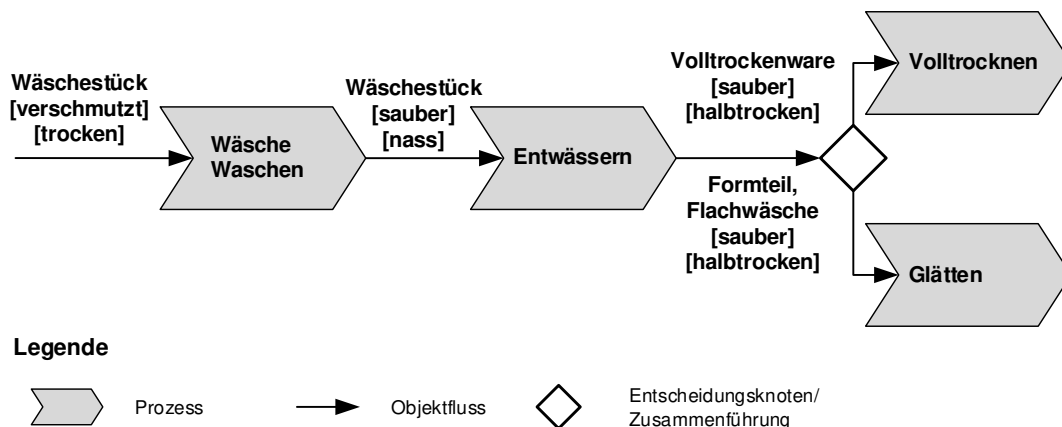 Wäschestück
[verschmutzt]
[trocken]
Wäsche
Waschen
Wäschestück
[sauber]
[nass]
Entwässern
Volltrockenware
[sauber]
[halbtrocken]
Formteil,
Flachwäsche
[sauber]
[halbtrocken]
Volltrocknen
Glätten
Legende
Prozess
Objektfluss
Entscheidungsknoten/
Zusammenführung